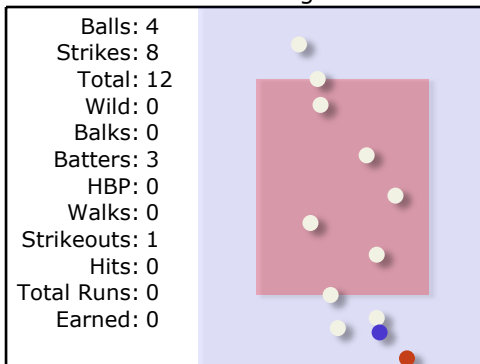 Balls: 4
Strikes: 8
Total: 12
Wild: 0
Balks: 0
Batters: 3
HBP: 0
Walks: 0
Strikeouts: 1
Hits: 0
Total Runs: 0
Earned: 0